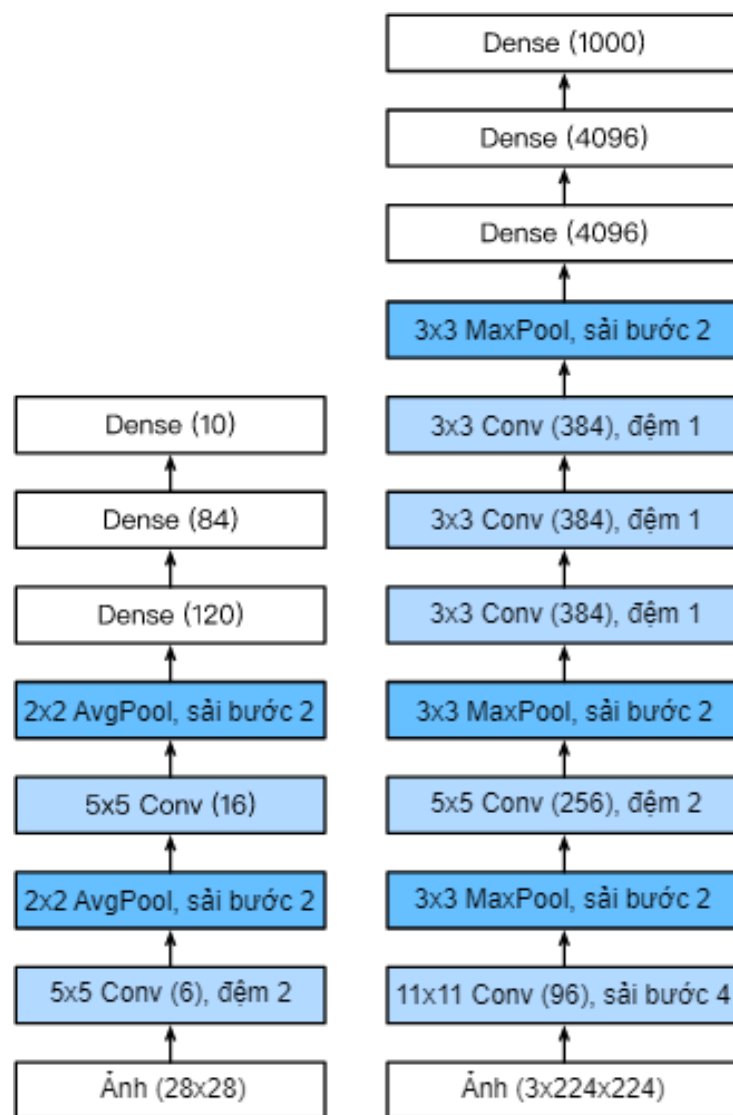 Dense (10)
Dense (84)
Dense (120)
2x2 AvgPool, sải bước 2
5x5 Conv (16)
2x2 AvgPool, sải bước 2
5x5 Conv (6), đệm 2
Ảnh (28x28)
Dense (1000)
Dense (4096)
Dense (4096)
3x3 MaxPool, sải bước 2
3x3 Conv (384), đệm 1
3x3 Conv (384), đệm 1
3x3 Conv (384), đệm 1
3x3 MaxPool, sải bước 2
5x5 Conv (256), đệm 2
3x3 MaxPool, sải bước 2
11x11 Conv (96), sải bước 4
Ảnh (3x224x224)